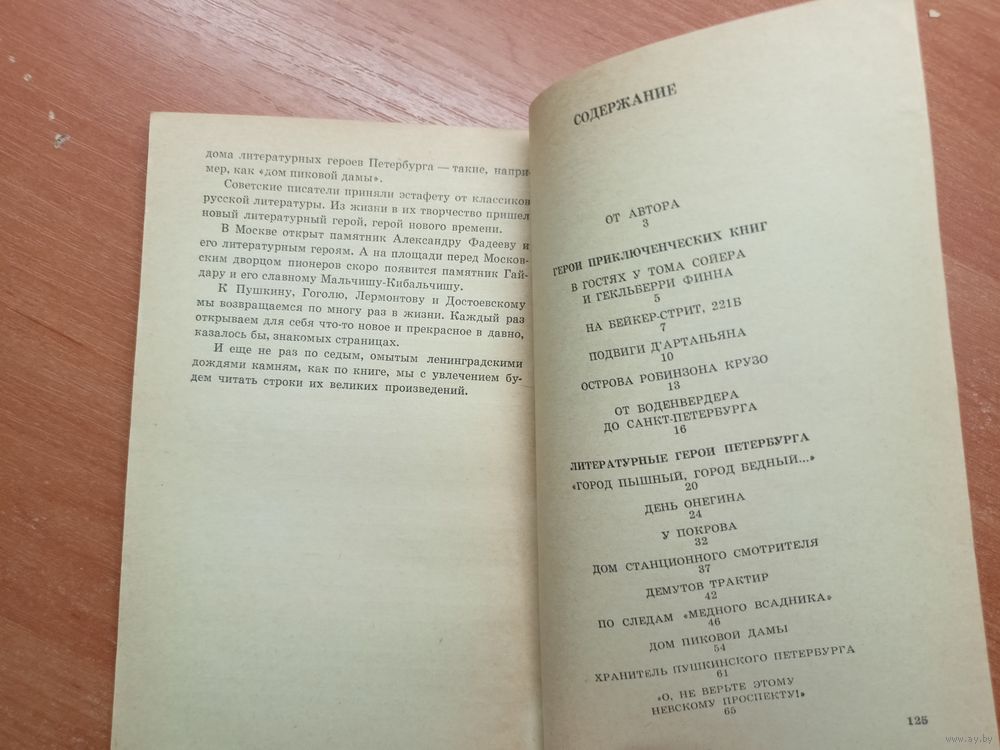 дома литературных героев Петербурга — такие, напри-
мер, как «дом пиковой дамы».
Советские писатели приняли эстафету от классиков
русской литературы. Из жизни в их творчество пришел
новый литературный герой, герой нового времени.
В Москве открыт памятник Александру Фадееву и
его литературным героям. А на площади перед Москов-
ским дворцом пионеров скоро появится памятник Гай-
дару и его славному Мальчишу-Кибальчишу.
К Пушкину, Гоголю, Лермонтову и Достоевскому
мы возвращаемся по многу раз в жизни. Каждый раз
открываем для себя что-то новое и прекрасное в давно,
казалось бы, знакомых страницах.
И еще не раз по седым, омытым ленинградскими
дождями камням, как по книге, мы с увлечением бу-
дем читать строки их великих произведений.
СОДЕРЖАНИЕ
ОТ АВТОРА
3
ГЕРОИ ПРИКЛЮЧЕНЧЕСКИХ КНИГ
В ГОСТЯХ У ТОМА СОЙЕРА
И ГЕКЛЬБЕРРИ ФИННА
5
НА БЕЙКЕР-СТРИТ, 221Б
7
ПОДВИГИ Д'АРТАНЬЯНА
10
ОСТРОВА РОБИНЗОНА КРУЗО
13
ОТ БОДЕНВЕРДЕРА
ДО САНКТ-ПЕТЕРБУРГА
16
ЛИТЕРАТУРНЫЕ ГЕРОИ ПЕТЕРБУРГА
«ГОРОД ПЫШНЫЙ, ГОРОД БЕДНЫЙ...»
20
ДЕНЬ ОНЕГИНА
24
У ПОКРОВА
32
ДОМ СТАНЦИОННОГО СМОТРИТЕЛЯ
37
ДЕМУТОВ ТРАКТИР
42
ПО СЛЕДАМ «МЕДНОГО ВСАДНИКА»
46
ДОМ ПИКОВОЙ ДАМЫ
54
ХРАНИТЕЛЬ ПУШКИНСКОГО ПЕТЕРБУРГА
61
«О, НЕ ВЕРЬТЕ ЭТОМУ
НЕВСКОМУ ПРОСПЕКТУ!»
65
125
www.ay.by